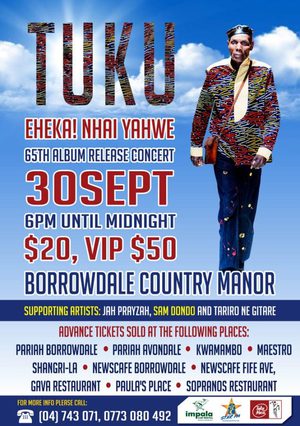 TUKU
EHEKA! NHAI YAHWE
65TH ALBUM RELEASE CONCERT
30SEPT
6PM UNTIL MIDNIGHT
$20, VIP $50
BORROWDALE COUNTRY MANOR
SUPPORTING ARTISTS: JAH PRAYZAH, SAM DONDO AND TARIRO NE GITARE
ADVANCE TICKETS SOLD AT THE FOLLOWING PLACES:
PARIAH BORROWDALE • PARIAH AVONDALE • KWAMAMBO • MAESTRO
SHANGRI-LA • NEWSCAFE BORROWDALE • NEWSCAFE FIFE AVE,
GAVA RESTAURANT • PAULA'S PLACE • SOPRANOS RESTAURANT
FOR MORE INFO PLEASE CALL:
(04) 743 071, 0773 080 492
impala